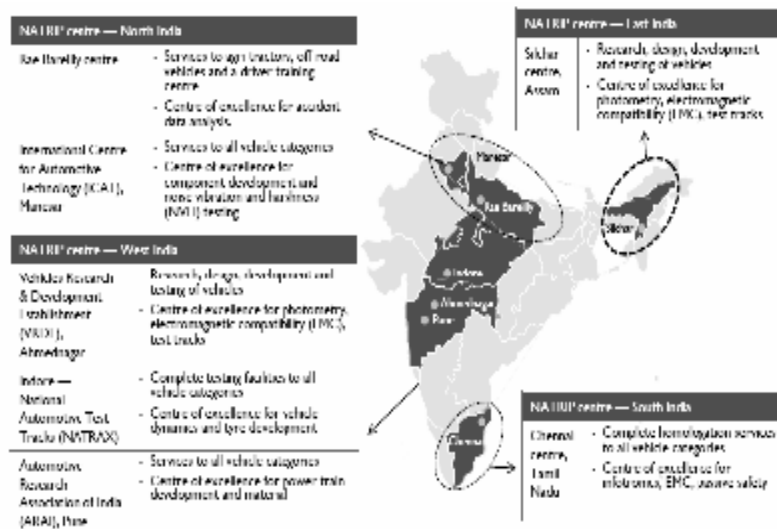 NATRIP centre — North India
Rae Bareilly centre
- Services to agri tractors, off road
vehicles and a driver training
centre
- Centre of excellence for accident
data analysis.
International Centre
for Automotive
Technology (iCAT),
Manesar
- Services to all vehicle categories
- Centre of excellence for
component development and
noise vibration and harshness
(NVH) testing
NATRIP centre — West India
Vehicles Research
& Development
Establishment
(VRDE),
Ahmednagar
Research, design, development and
testing of vehicles
- Centre of excellence for photometry,
electromagnetic compatibility (EMC),
test tracks
Indore —
National
Automotive Test
Tracks (NATRAX)
- Complete testing facilities to all
vehicle categories
- Centre of excellence for vehicle
dynamics and tyre development
Automotive
Research
Association of India
(ARAI), Pune
- Services to all vehicle categories
- Centre of excellence for power train
development and material
NATRIP centre — East India
Silchar
centre,
Assam
- Research, design, development
and testing of vehicles
- Centre of excellence for
photometry, electromagnetic
compatibility (EMC), test tracks
Manesar
Rae Bareilly
Silchar
Indore
Ahmednagar
Pune
Chennai
NATRIP centre — South India
Chennai
centre,
Tamil
Nadu
- Complete homologation services
to all vehicle categories
- Centre of excellence for
infotronics, EMC, passive safety